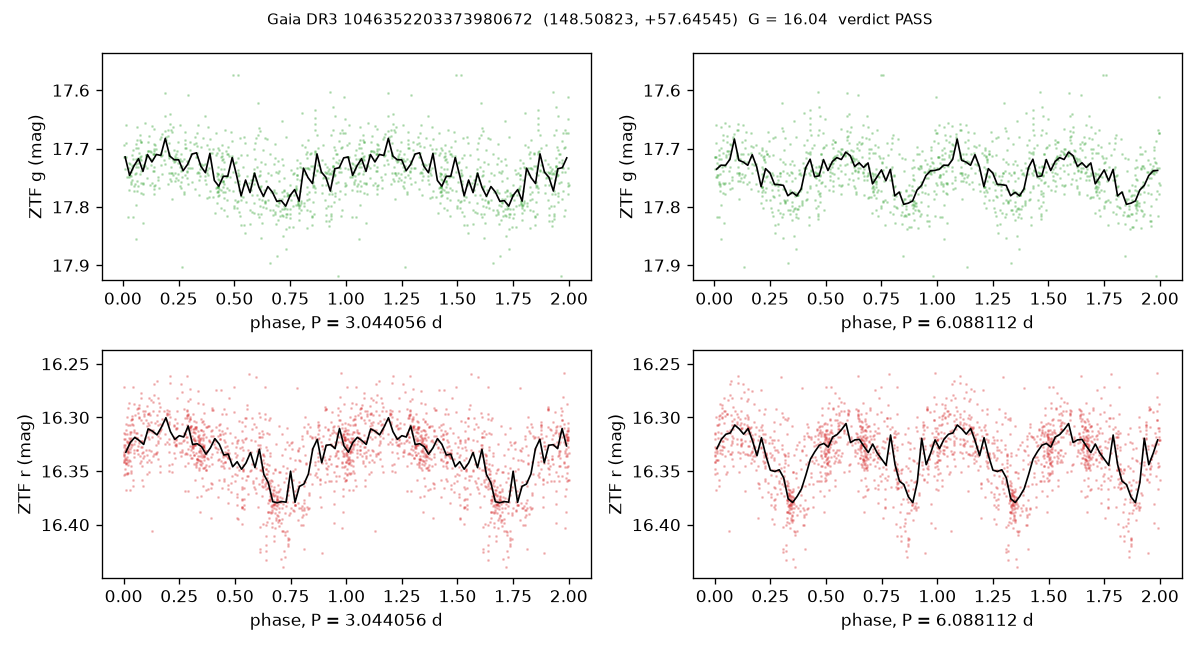 Gaia DR3 1046352203373980672 (148.50823, +57.64545) G = 16.04 verdict PASS
ZTF g (mag)
17.6
17.7
17.8
17.9
0.00 0.25 0.50 0.75 1.00 1.25 1.50 1.75 2.00
phase, P = 3.044056 d
ZTF g (mag)
17.6
17.7
17.8
17.9
0.00 0.25 0.50 0.75 1.00 1.25 1.50 1.75 2.00
phase, P = 6.088112 d
ZTF r (mag)
16.25
16.30
16.35
16.40
0.00 0.25 0.50 0.75 1.00 1.25 1.50 1.75 2.00
phase, P = 3.044056 d
ZTF r (mag)
16.25
16.30
16.35
16.40
0.00 0.25 0.50 0.75 1.00 1.25 1.50 1.75 2.00
phase, P = 6.088112 d